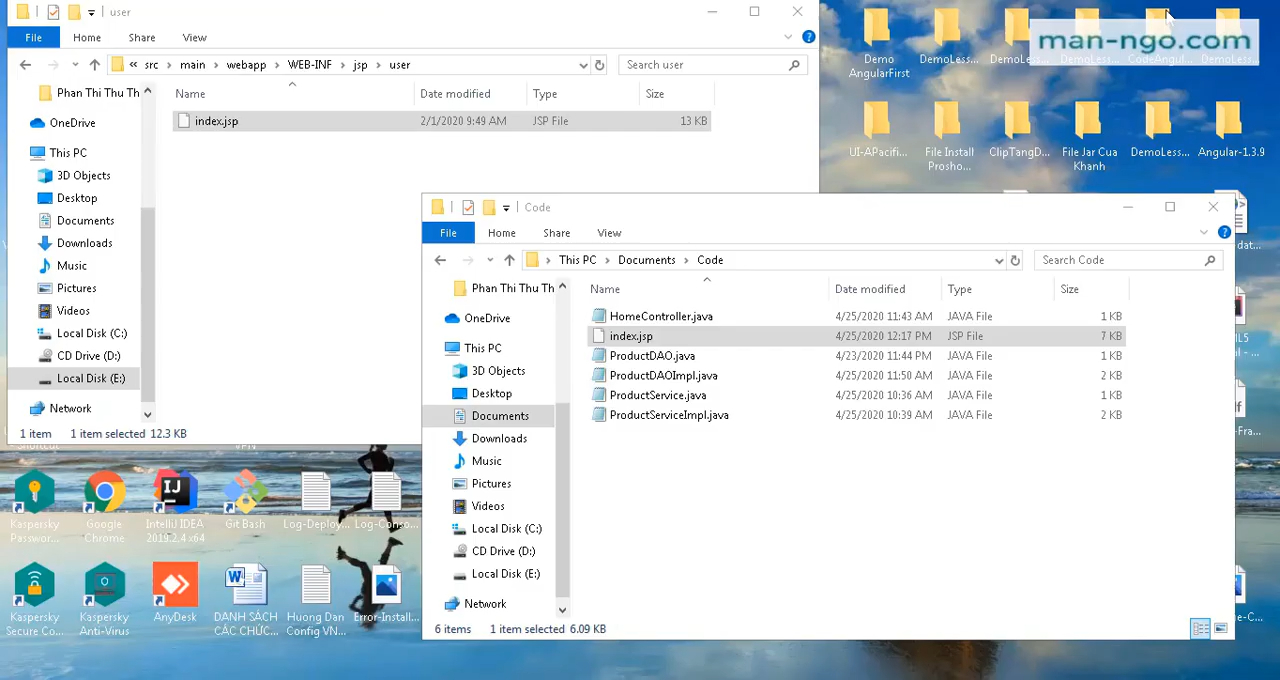 user
File Home Share View
« src › main › webapp › WEB-INF › jsp › user
Search user
Name Date modified Type Size
index.jsp 2/1/2020 9:49 AM JSP File 13 KB
Phan Thi Thu Th
OneDrive
This PC
3D Objects
Desktop
Documents
Downloads
Music
Pictures
Videos
Local Disk (C:)
CD Drive (D:)
Local Disk (E:)
Network
1 item 1 item selected 12.3 KB
man-ngo.com
Demo
AngularFirst
DemoLess...
DemoLess...
DemoLess...
CodeAngul...
DemoLess...
UI-APacifi...
File Install
Prosho...
ClipTangD...
File Jar Cua
Khanh
DemoLess...
Angular-1.3.9
Code
File Home Share View
› This PC › Documents › Code
Search Code
Name Date modified Type Size
HomeController.java 4/25/2020 11:43 AM JAVA File 1 KB
index.jsp 4/25/2020 12:17 PM JSP File 7 KB
ProductDAO.java 4/23/2020 11:44 PM JAVA File 1 KB
ProductDAOImpl.java 4/25/2020 11:50 AM JAVA File 2 KB
ProductService.java 4/25/2020 10:36 AM JAVA File 1 KB
ProductServiceImpl.java 4/25/2020 10:39 AM JAVA File 2 KB
Phan Thi Thu Th
OneDrive
This PC
3D Objects
Desktop
Documents
Downloads
Music
Pictures
Videos
Local Disk (C:)
CD Drive (D:)
Local Disk (E:)
Network
6 items 1 item selected 6.09 KB
Kaspersky
Passwor...
Google
Chrome
IntelliJ IDEA
2019.2.4 x64
Git Bash
Log-Deploy...
Log-Conso...
Kaspersky
Secure Co...
Kaspersky
Anti-Virus
AnyDesk
DANH SÁCH
CÁC CHỨC...
Huong Dan
Config VN...
Error-Install...